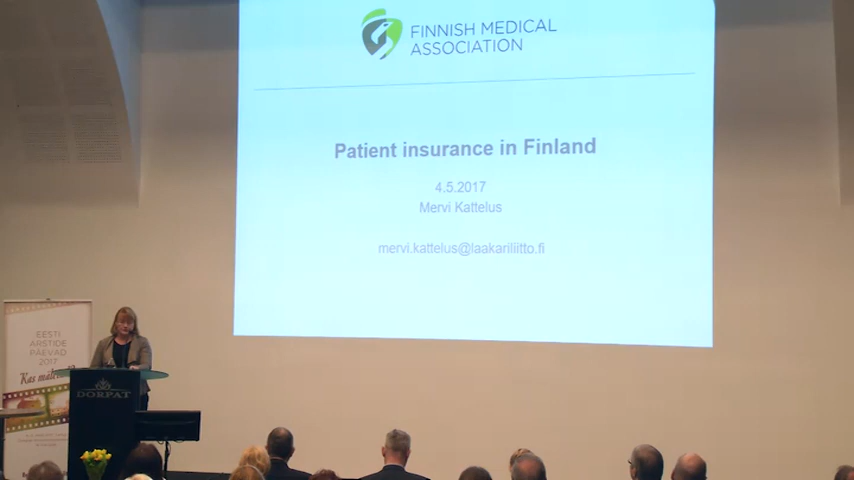 FINNISH MEDICAL
ASSOCIATION
Patient insurance in Finland
4.5.2017
Mervi Kattelus
mervi.kattelus@laakariliitto.fi
EESTI
ARSTIDE
PÄEVAD
2017
DORPAT